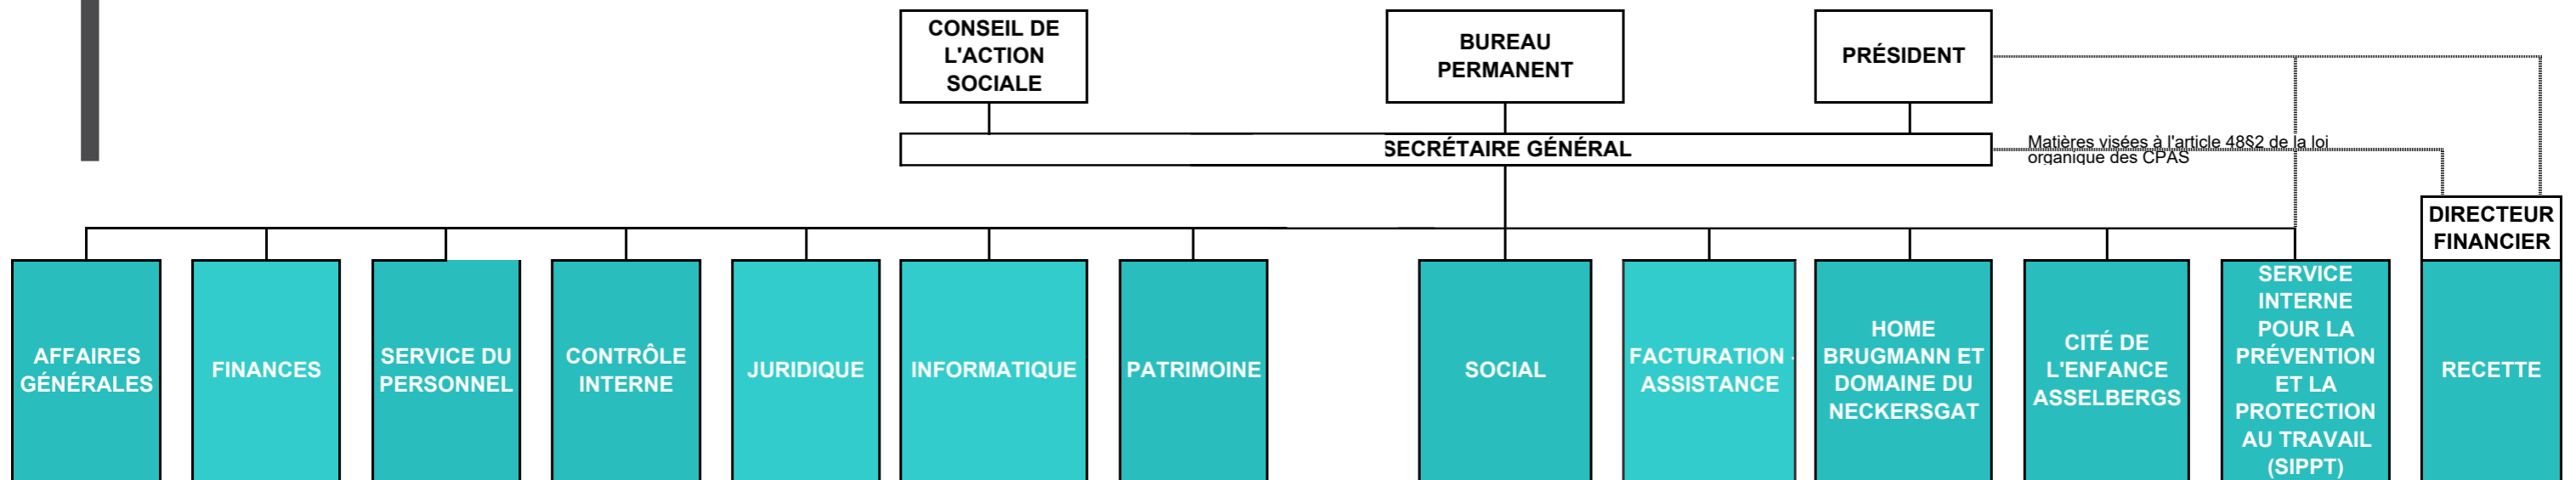 CONSEIL DE
L'ACTION
SOCIALE
BUREAU
PERMANENT
PRÉSIDENT
SECRÉTAIRE GÉNÉRAL
Matières visées à l'article 48§2 de la loi
organique des CPAS
DIRECTEUR
FINANCIER
AFFAIRES
GÉNÉRALES
FINANCES
SERVICE DU
PERSONNEL
CONTRÔLE
INTERNE
JURIDIQUE
INFORMATIQUE
PATRIMOINE
SOCIAL
FACTURATION -
ASSISTANCE
HOME
BRUGMANN ET
DOMAINE DU
NECKERSGAT
CITÉ DE
L'ENFANCE
ASSELBERGS
SERVICE
INTERNE
POUR LA
PRÉVENTION
ET LA
PROTECTION
AU TRAVAIL
(SIPPT)
RECETTE